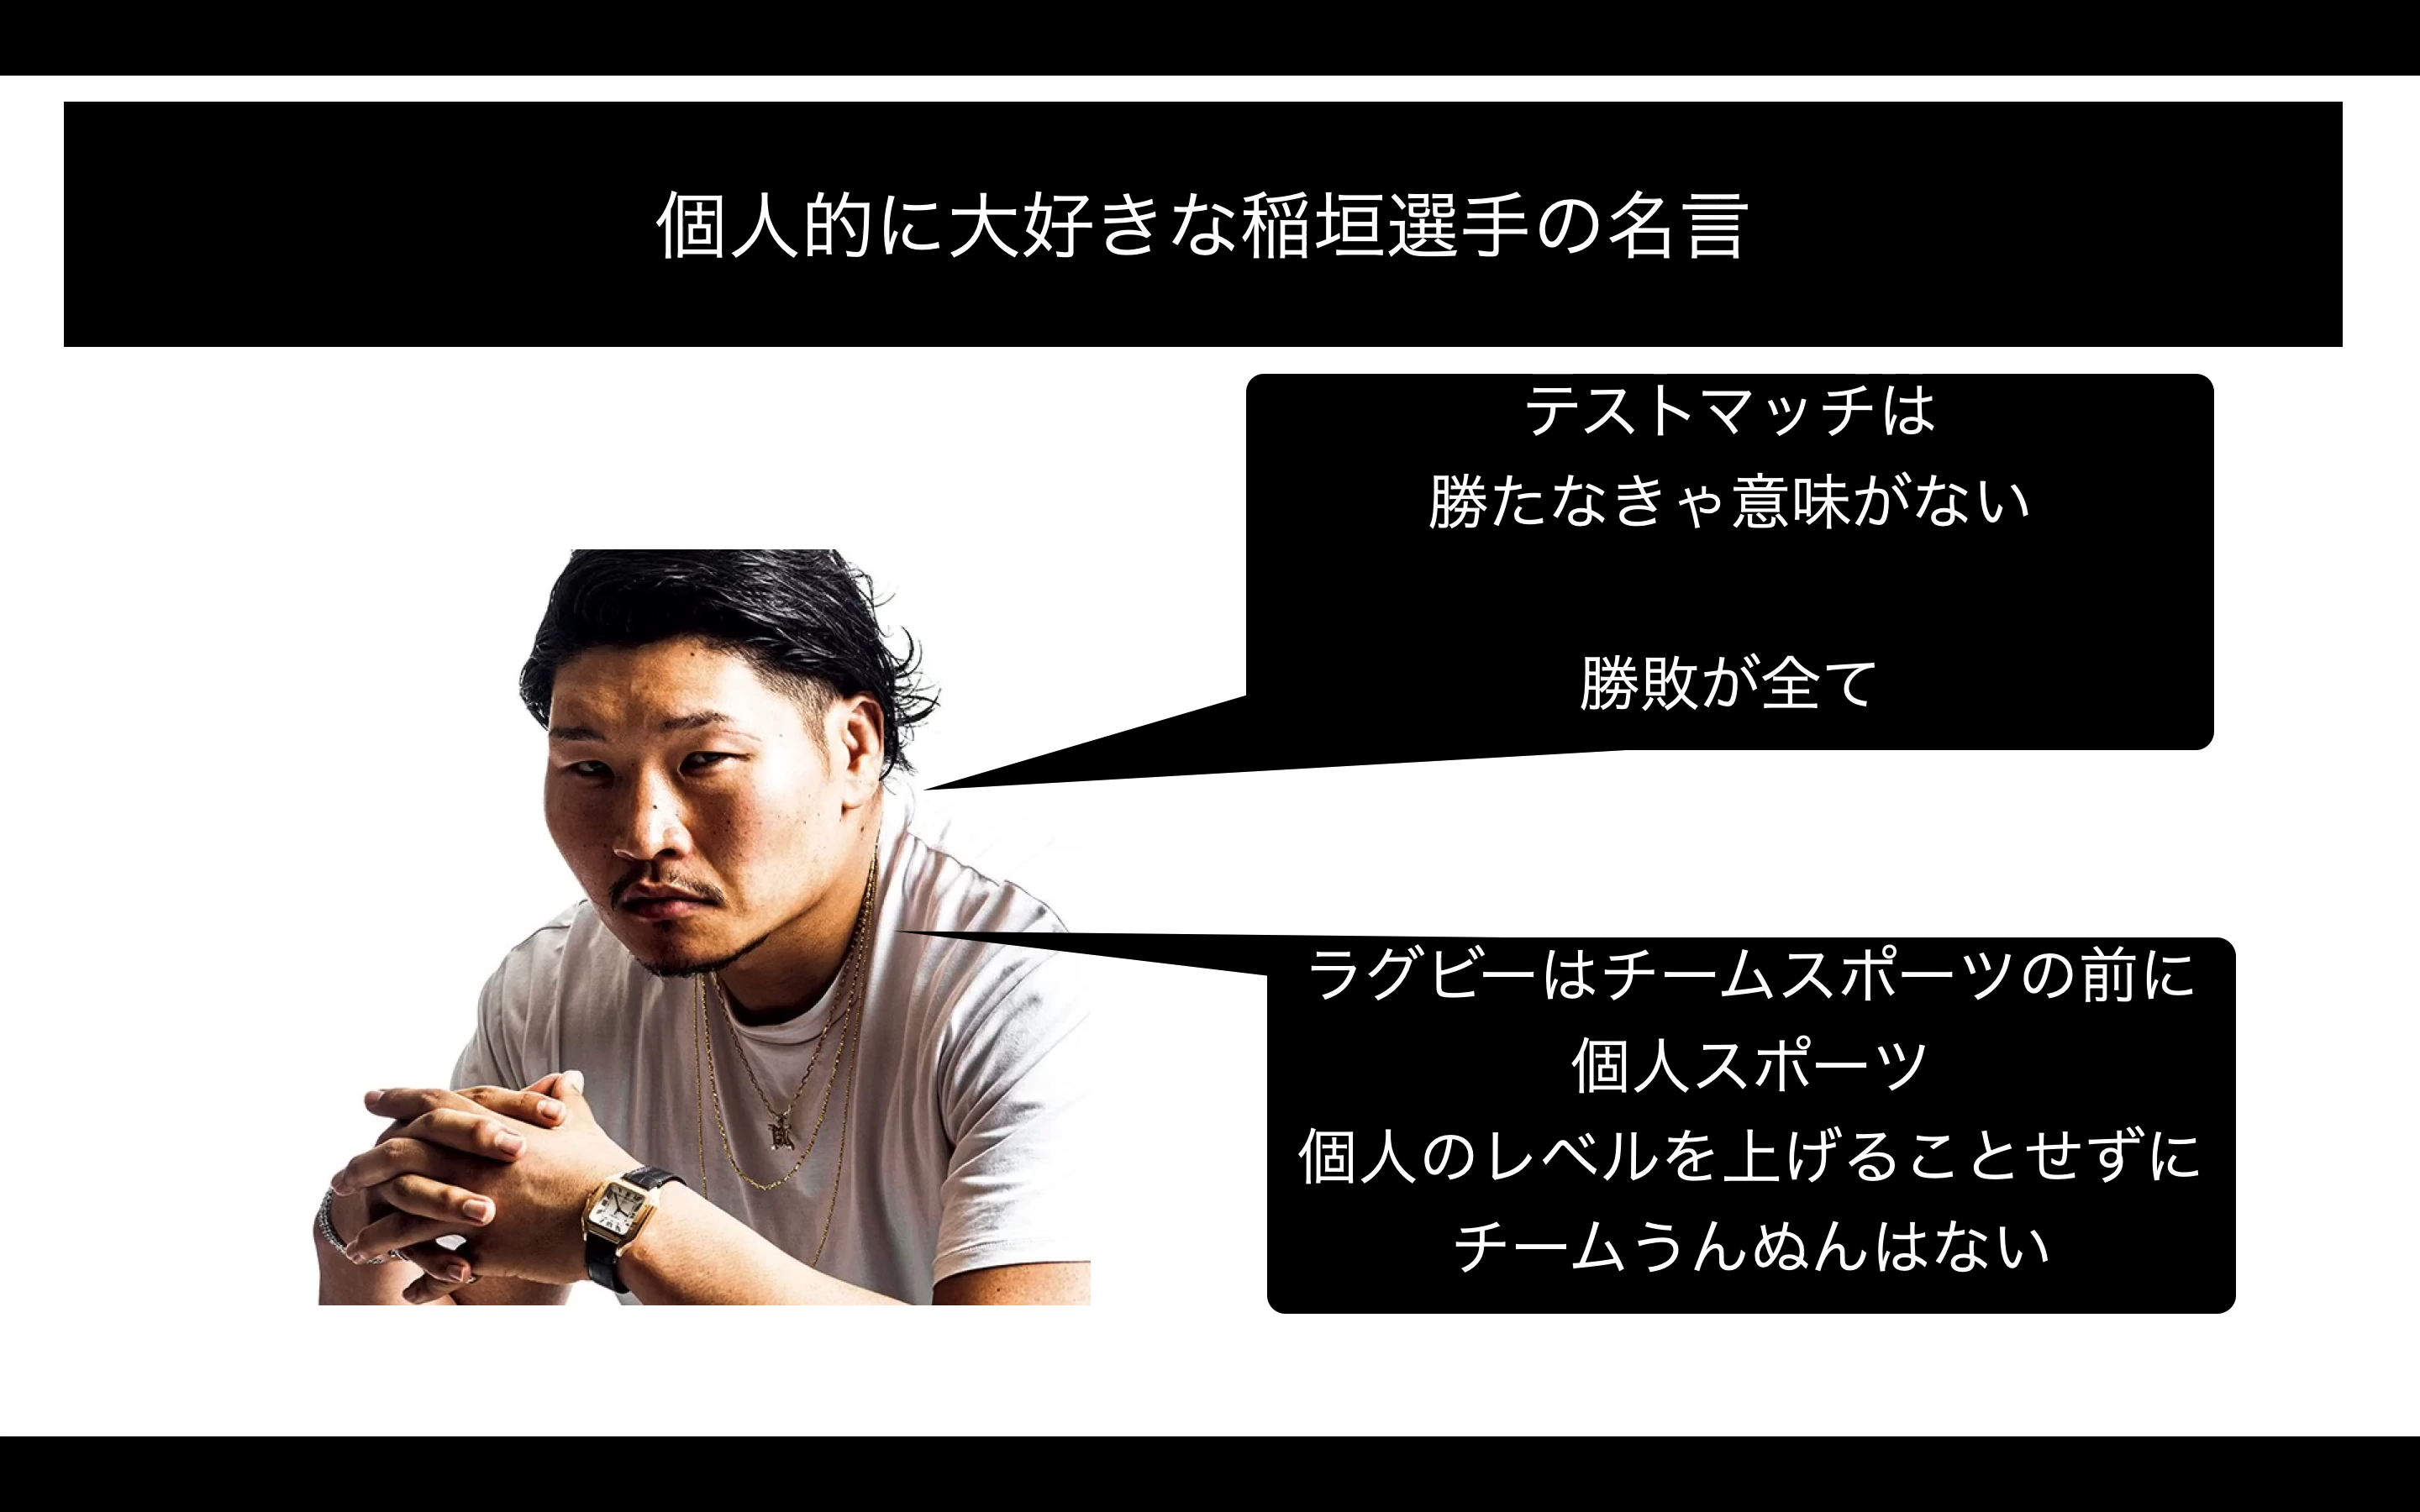 個人的に大好きな稲垣選手の名言
テストマッチは
勝たなきゃ意味がない
勝敗が全て
ラグビーはチームスポーツの前に
個人スポーツ
個人のレベルを上げることせずに
チームうんぬんはない